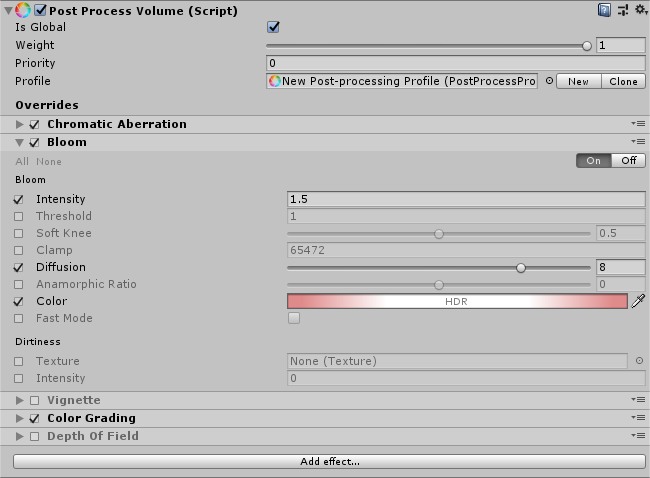 Post Process Volume (Script)
Is Global
Weight 1
Priority 0
Profile New Post-processing Profile (PostProcessPro New Clone
Overrides
Chromatic Aberration
Bloom
All None On Off
Bloom
Intensity 1.5
Threshold 1
Soft Knee 0.5
Clamp 65472
Diffusion 8
Anamorphic Ratio 0
Color HDR
Fast Mode
Dirtiness
Texture None (Texture)
Intensity 0
Vignette
Color Grading
Depth Of Field
Add effect...